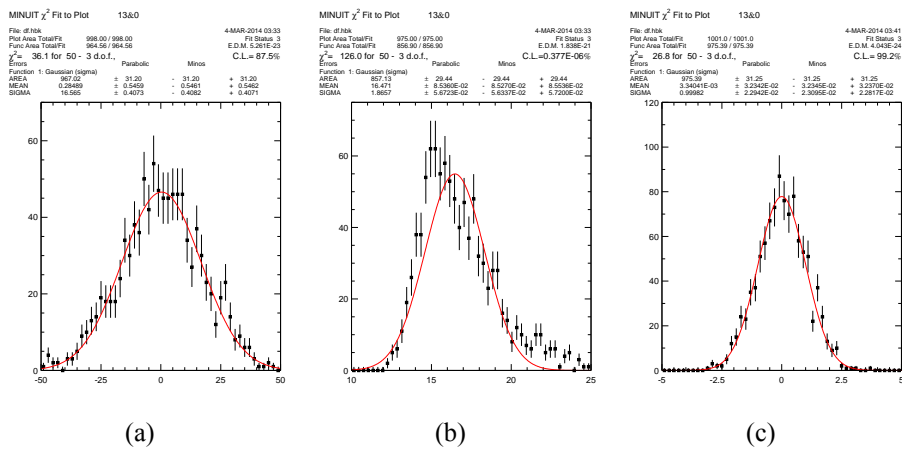 MINUIT χ² Fit to Plot 13&0
File: df.hbk 4-MAR-2014 03:33
Plot Area Total/Fit 998.00 / 998.00 Fit Status 3
Func Area Total/Fit 964.56 / 964.56 E.D.M. 5.261E-23
χ²= 36.1 for 50 - 3 d.o.f., C.L.= 87.5%
Errors Parabolic Minos
Function 1: Gaussian (sigma)
AREA 967.02 ± 31.20 - 31.20 + 31.20
MEAN 0.28489 ± 0.5459 - 0.5461 + 0.5462
SIGMA 16.565 ± 0.4073 - 0.4082 + 0.4071
60
40
20
0
-50 -25 0 25 50
(a)
MINUIT χ² Fit to Plot 13&0
File: df.hbk 4-MAR-2014 03:33
Plot Area Total/Fit 975.00 / 975.00 Fit Status 3
Func Area Total/Fit 856.90 / 856.90 E.D.M. 1.838E-24
χ²= 126.0 for 50 - 3 d.o.f., C.L.=0.377E-06%
Errors Parabolic Minos
Function 1: Gaussian (sigma)
AREA 857.13 ± 29.44 - 29.44 + 29.44
MEAN 16.471 ± 8.5360E-02 - 8.5270E-02 + 8.5536E-02
SIGMA 1.8657 ± 5.6723E-02 - 5.6337E-02 + 5.7200E-02
60
40
20
0
10 15 20 25
(b)
MINUIT χ² Fit to Plot 13&0
File: df.hbk 4-MAR-2014 03:41
Plot Area Total/Fit 1001.0 / 1001.0 Fit Status 3
Func Area Total/Fit 975.39 / 975.39 E.D.M. 4.043E-24
χ²= 26.8 for 50 - 3 d.o.f., C.L.= 99.2%
Errors Parabolic Minos
Function 1: Gaussian (sigma)
AREA 975.39 ± 31.25 - 31.25 + 31.25
MEAN 3.34041E-03 ± 3.2342E-02 - 3.2345E-02 + 3.2370E-02
SIGMA 0.99982 ± 2.2942E-02 - 2.3095E-02 + 2.2817E-02
120
100
80
60
40
20
0
-5 -2.5 0 2.5 5
(c)